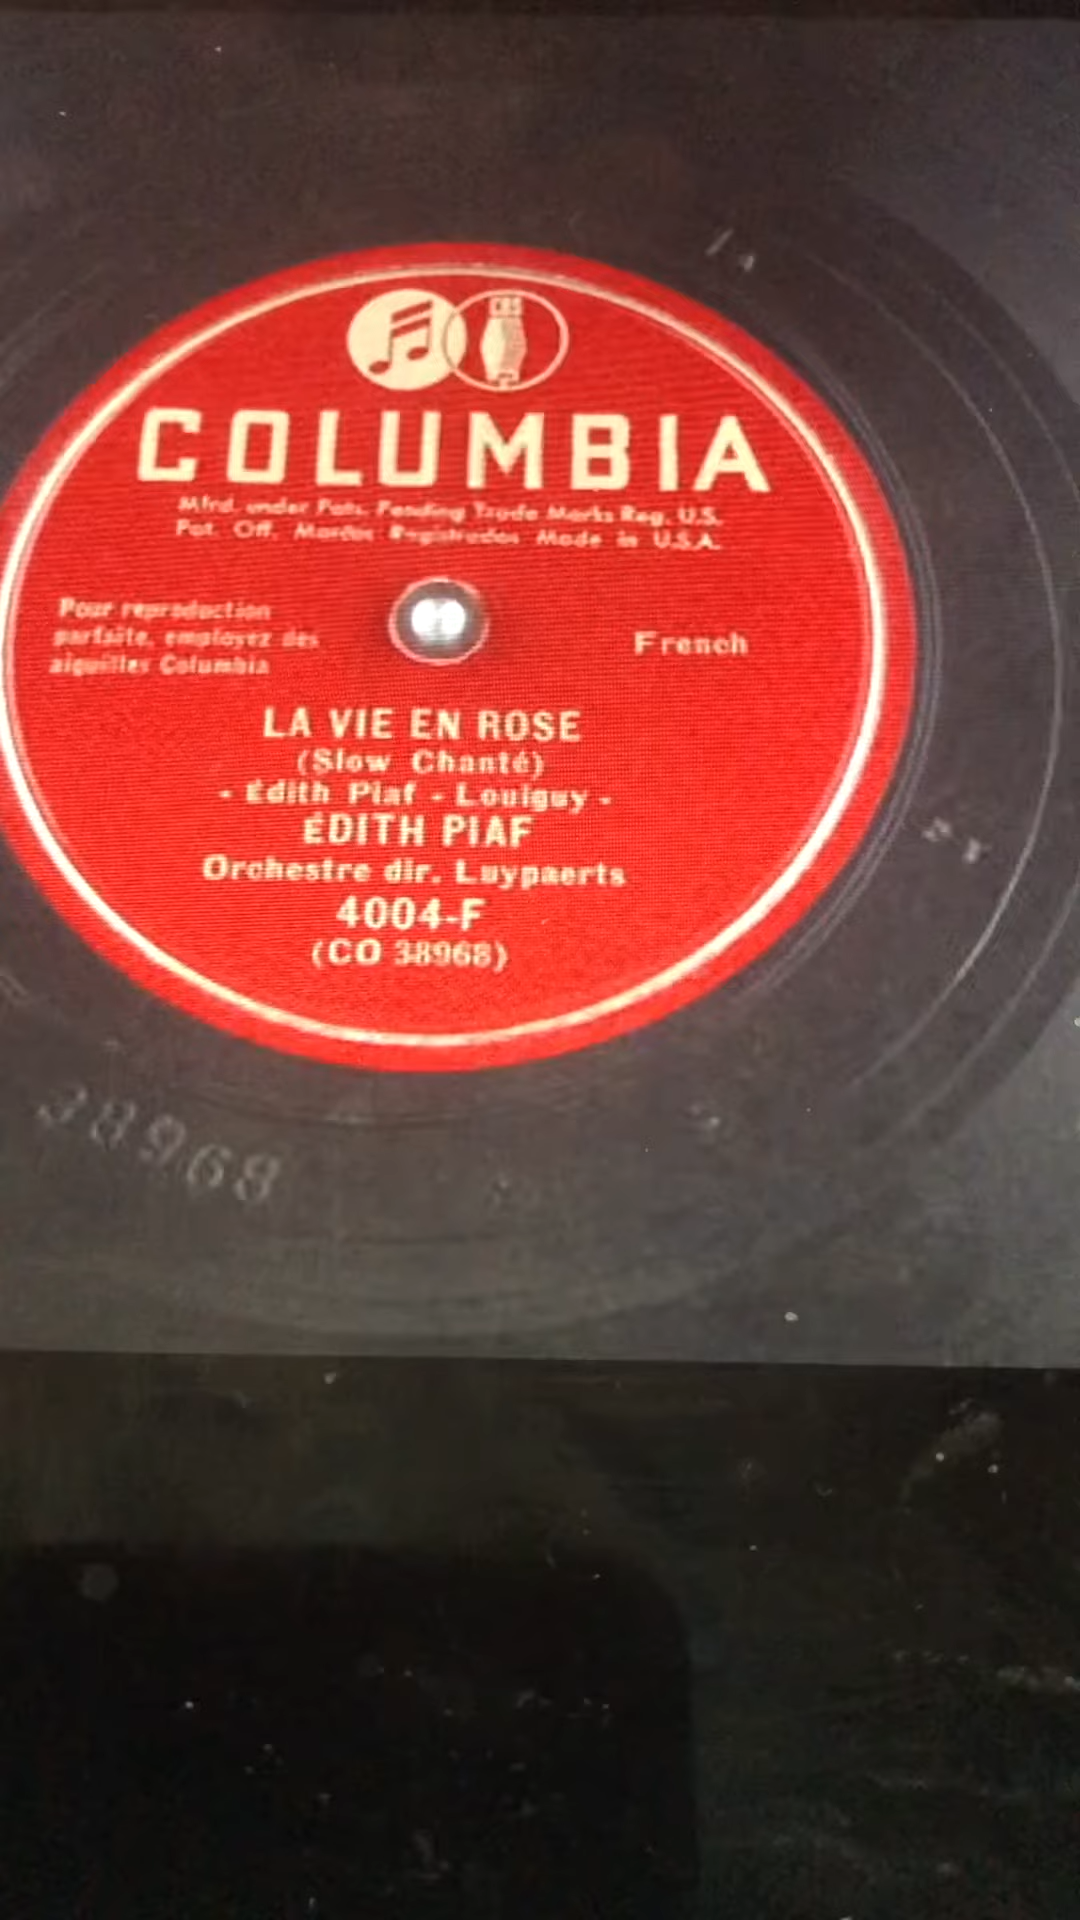 CBS
COLUMBIA
Mfrd. under Pats. Pending Trade Marks Reg. U.S.
Pat. Off. Marcas Registradas Made in U.S.A.
Pour reproduction
parfaite, employez des
aiguilles Columbia
French
LA VIE EN ROSE
(Slow Chanté)
- Édith Piaf - Louiguy -
ÉDITH PIAF
Orchestre dir. Luypaerts
4004-F
(CO 38968)
38968